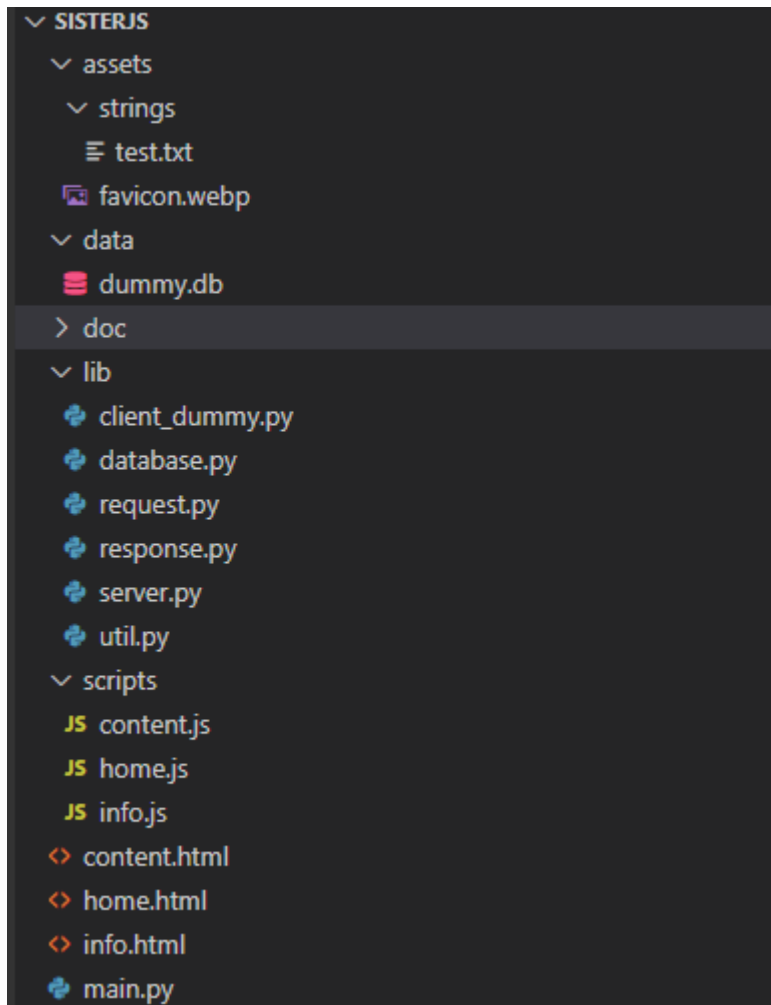 SISTERJS
assets
strings
test.txt
favicon.webp
data
dummy.db
doc
lib
client_dummy.py
database.py
request.py
response.py
server.py
util.py
scripts
JS content.js
JS home.js
JS info.js
content.html
home.html
info.html
main.py